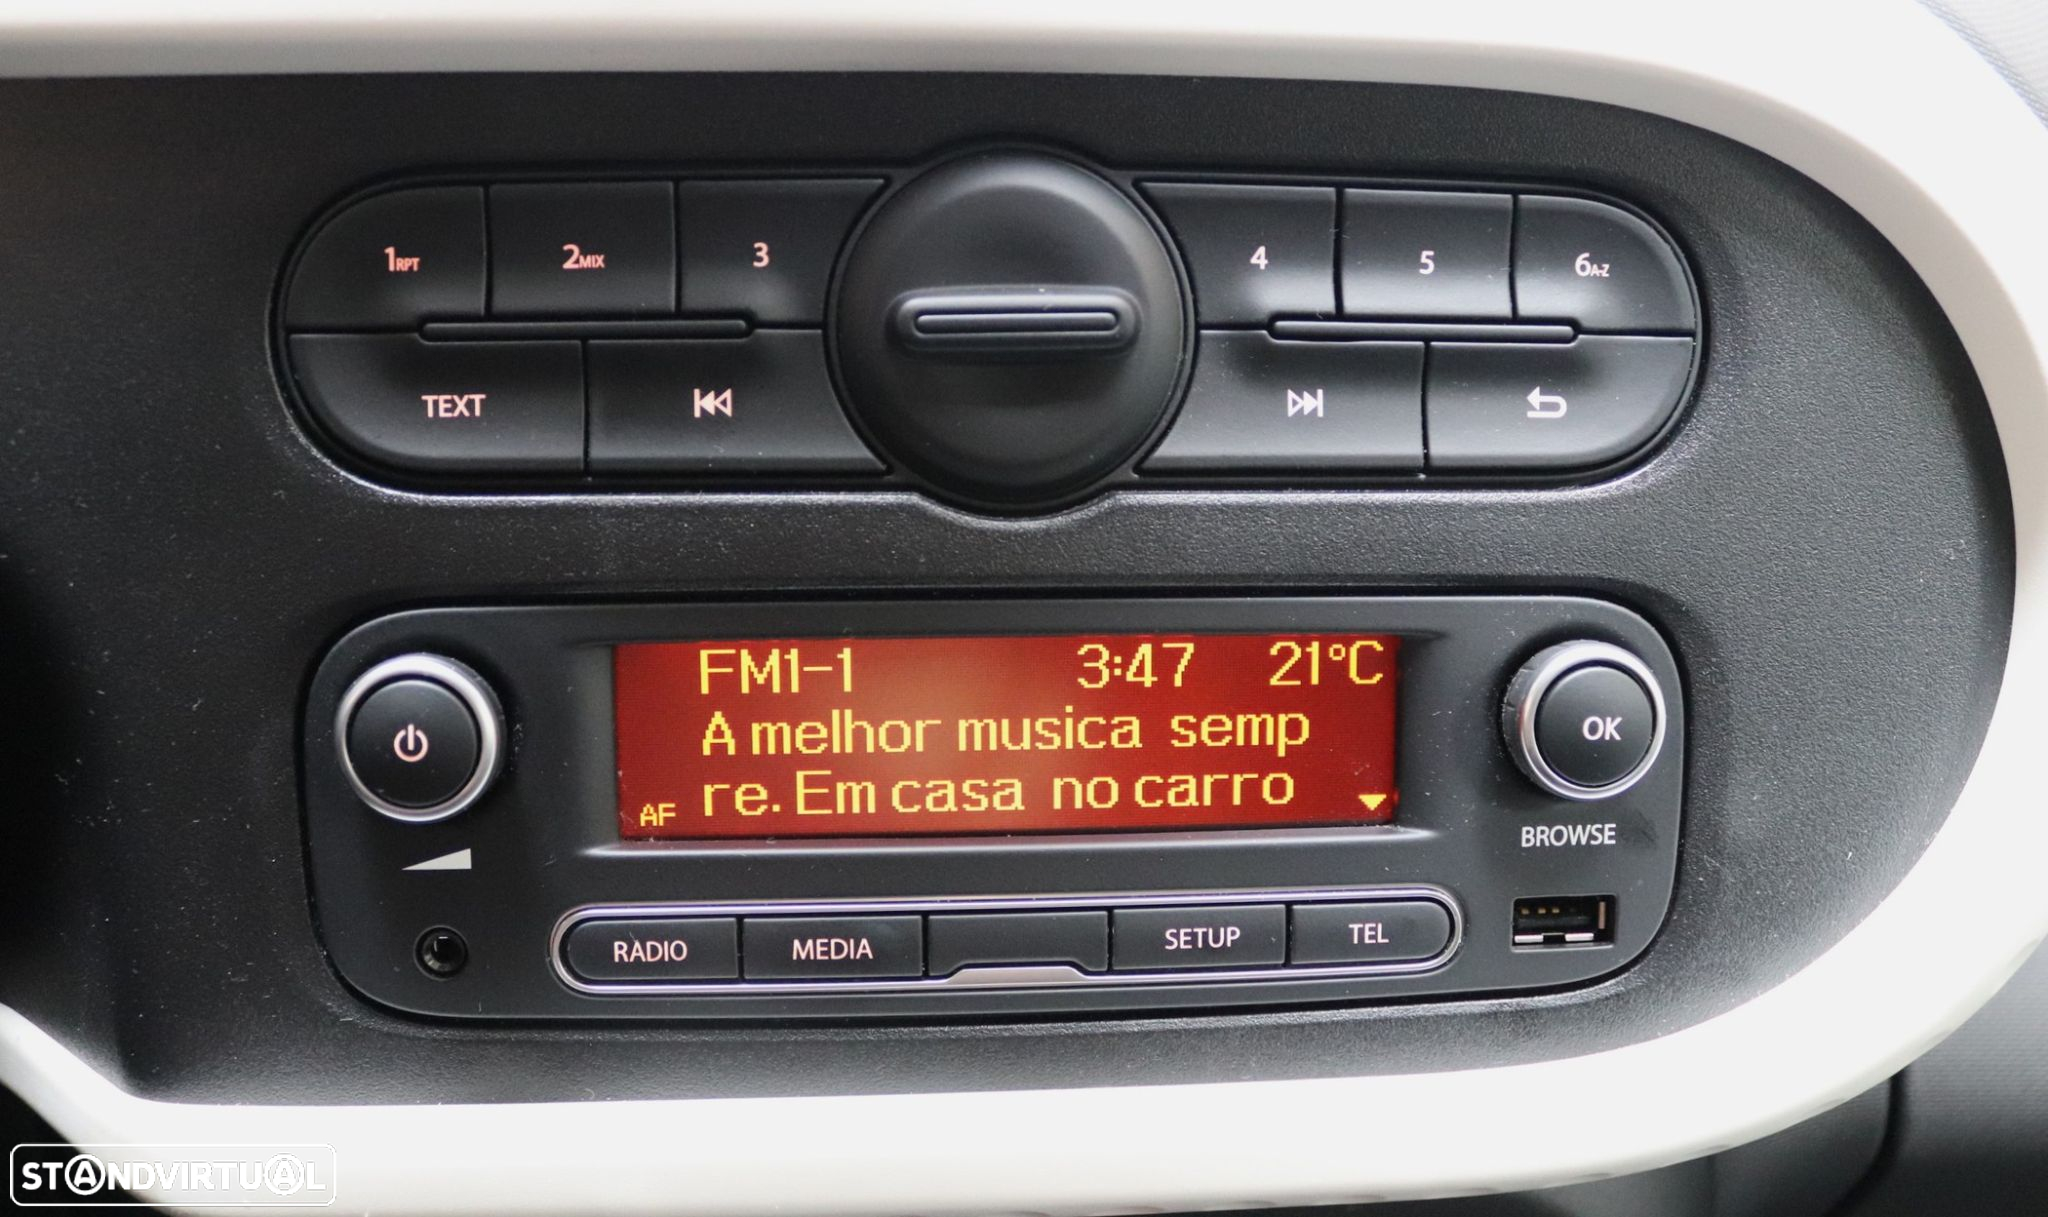 1RPT 2MIX 3 4 5 6A-Z
TEXT
FM1-1 3:47 21°C
A melhor musica semp
re. Em casa no carro
AF
OK
BROWSE
RADIO MEDIA SETUP TEL
STANDVIRTUAL